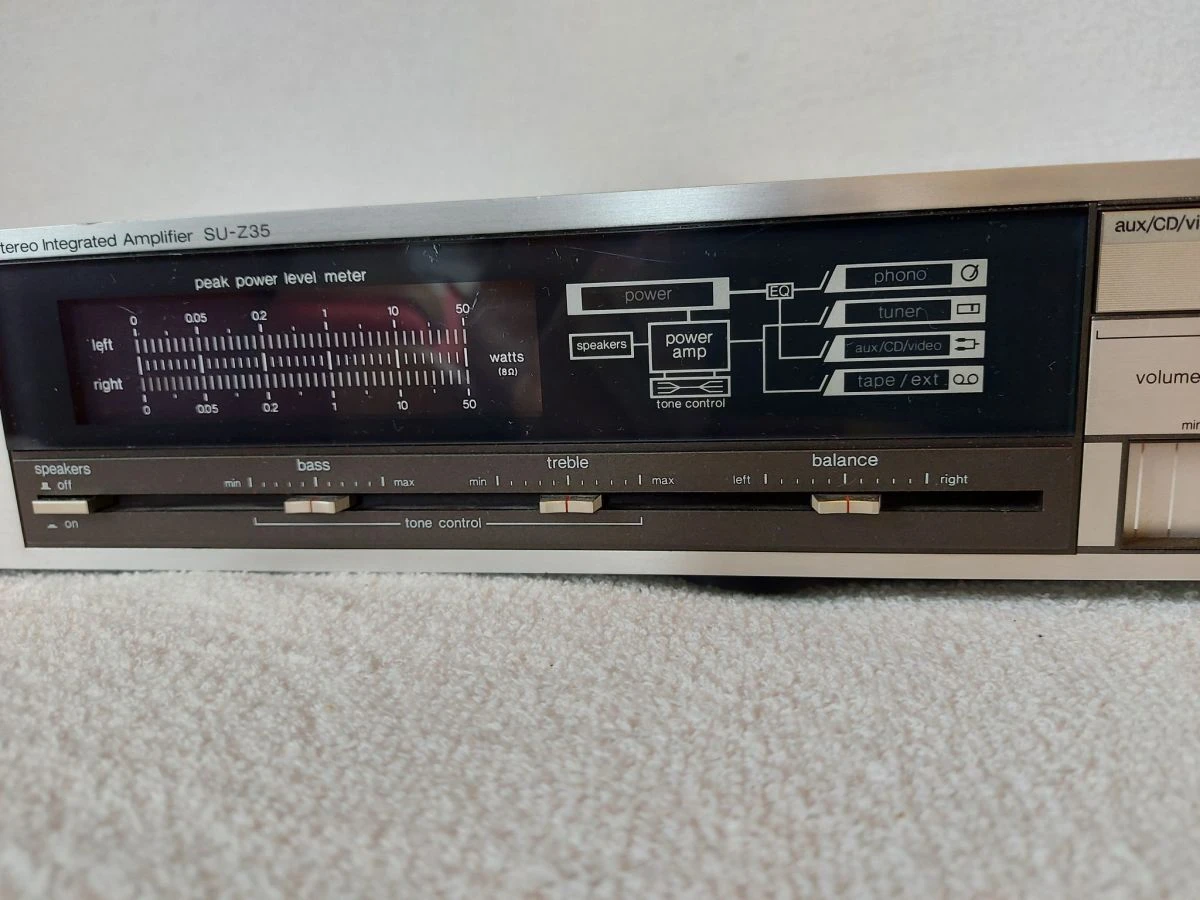 tereo Integrated Amplifier SU-Z35
aux/CD/vi
peak power level meter
0 0.05 0.2 1 10 50
left
right
watts
(8Ω)
0 0.05 0.2 1 10 50
power
EQ
phono
tuner
speakers
power
amp
aux/CD/video
tape/ext
tone control
volume
min
speakers
off
on
bass
min max
treble
min max
balance
left right
tone control